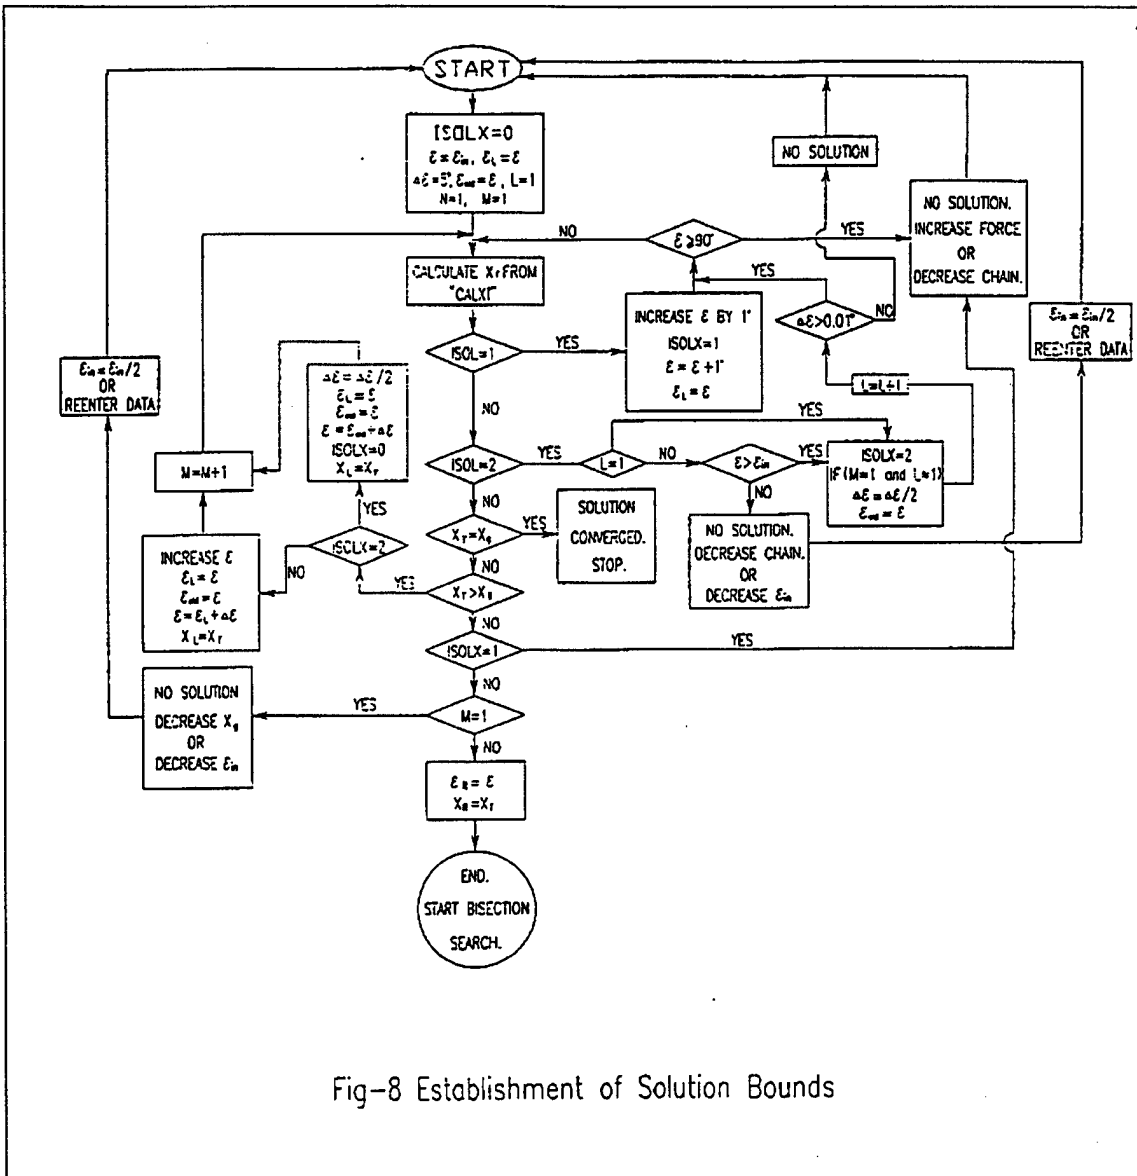 START
ISOLX=0
ε=εin, εL=ε
Δε=5°, εold=ε, L=1
N=1, M=1
NO SOLUTION
NO SOLUTION.
INCREASE FORCE
OR
DECREASE CHAIN.
NO
ε⩾90°
YES
CALCULATE XT FROM
"CALXT"
YES
Δε>0.01°
NO
INCREASE ε BY 1°
ISOLX=1
ε=ε+1°
εL=ε
εin=εin/2
OR
REENTER DATA
εin=εin/2
OR
REENTER DATA
ISOL=1
YES
NO
Δε=Δε/2
εL=ε
εold=ε
ε=εold+Δε
ISOLX=0
XL=XT
L=L+1
YES
M=M+1
ISOL=2
YES
L=1
NO
ε>εin
YES
ISOLX=2
IF(M=1 and L=1)
Δε=Δε/2
εold=ε
NO
NO
YES
XT=Xg
YES
SOLUTION
CONVERGED.
STOP.
NO SOLUTION.
DECREASE CHAIN.
OR
DECREASE εin
ISOLX=2
NO
INCREASE ε
εL=ε
εold=ε
ε=εL+Δε
XL=XT
NO
YES
XT>Xg
NO
ISOLX=1
YES
NO
NO SOLUTION
DECREASE Xg
OR
DECREASE εin
YES
M=1
NO
εR=ε
XR=XT
END.
START BISECTION
SEARCH.
Fig-8 Establishment of Solution Bounds